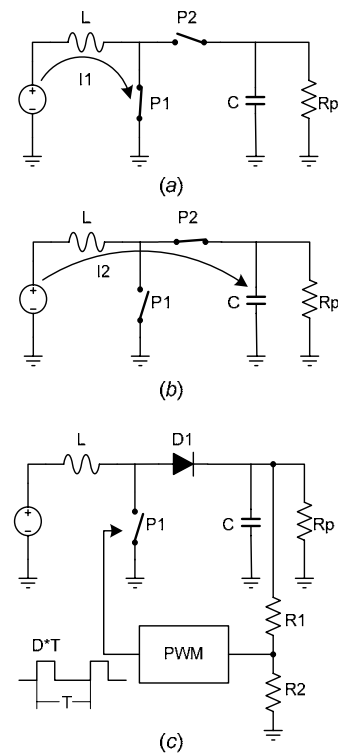 L
P2
+
-
I1
P1
C
Rp
(a)
L
P2
+
-
I2
P1
C
Rp
(b)
L
D1
+
-
P1
C
Rp
R1
D*T
PWM
T
R2
(c)